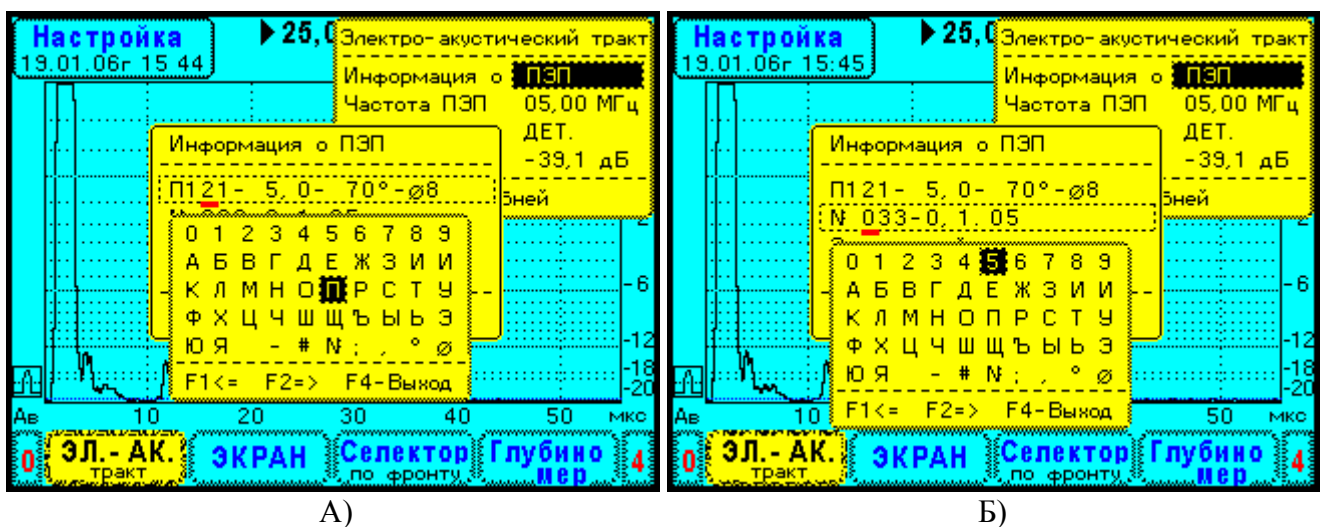 Настройка
19.01.06г 15 44
25,0
Электро-акустический тракт
Информация о ПЭП
Частота ПЭП 05,00 МГц
ДЕТ.
-39,1 дБ
бней
Информация о ПЭП
П121- 5,0- 70°-⌀8
0 1 2 3 4 5 6 7 8 9
А Б В Г Д Е Ж З И Й
К Л М Н О П Р С Т У
Ф Х Ц Ч Ш Щ Ъ Ы Ь Э
Ю Я - # № ; , ° ⌀
F1<= F2=> F4-Выход
-6
-12
-18
-20
Ав 10 20 30 40 50 мкс
0 ЭЛ.- АК. тракт ЭКРАН Селектор по фронту Глубино мер 4
А)
Настройка
19.01.06г 15:45
25,0
Электро-акустический тракт
Информация о ПЭП
Частота ПЭП 05,00 МГц
ДЕТ.
-39,1 дБ
бней
Информация о ПЭП
П121- 5,0- 70°-⌀8
№ 033-0,1.05
0 1 2 3 4 5 6 7 8 9
А Б В Г Д Е Ж З И Й
К Л М Н О П Р С Т У
Ф Х Ц Ч Ш Щ Ъ Ы Ь Э
Ю Я - # № ; , ° ⌀
F1<= F2=> F4-Выход
-6
-12
-18
-20
Ав 10 50 мкс
0 ЭЛ.- АК. тракт ЭКРАН Селектор по фронту Глубино мер 4
Б)